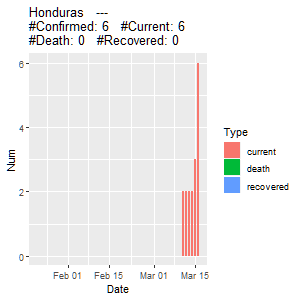 Honduras   ---
#Confirmed: 6   #Current: 6
#Death: 0   #Recovered: 0
6
4
2
0
Num
Feb 01   Feb 15   Mar 01   Mar 15
Date
Type
current
death
recovered